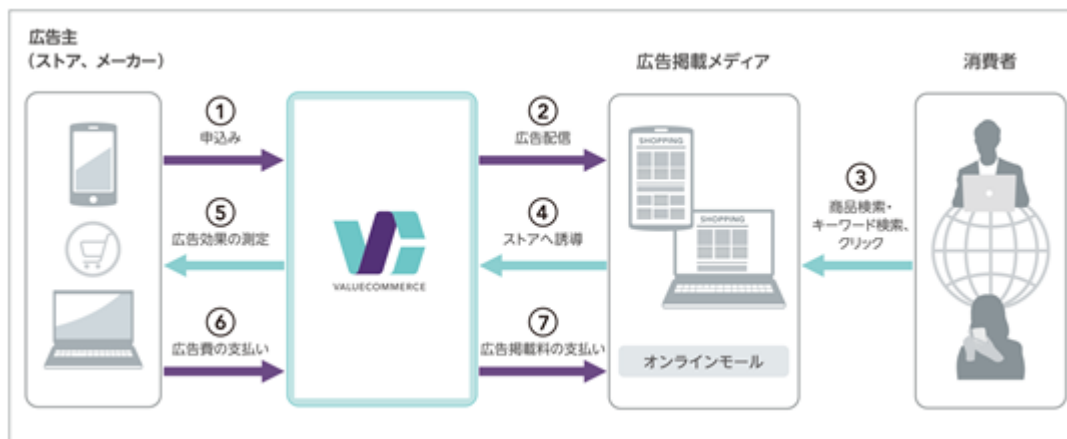 広告主
(ストア、メーカー)
広告掲載メディア
消費者
①
申込み
②
広告配信
③
商品検索・
キーワード検索、
クリック
④
ストアへ誘導
⑤
広告効果の測定
⑥
広告費の支払い
⑦
広告掲載料の支払い
VALUECOMMERCE
SHOPPING
SHOPPING
オンラインモール